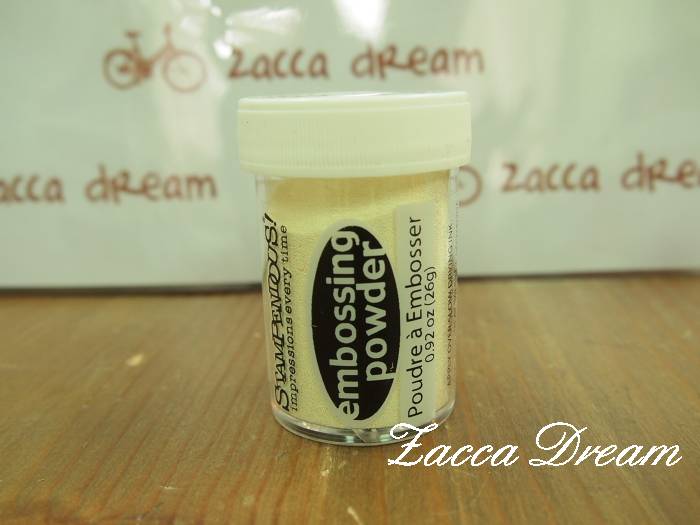 zacca dream
zacca dream
zacca dream
STAMPENDOUS!
impressions every time
embossing
powder
Poudre à Embosser
0.92 oz (26g)
Zacca Dream